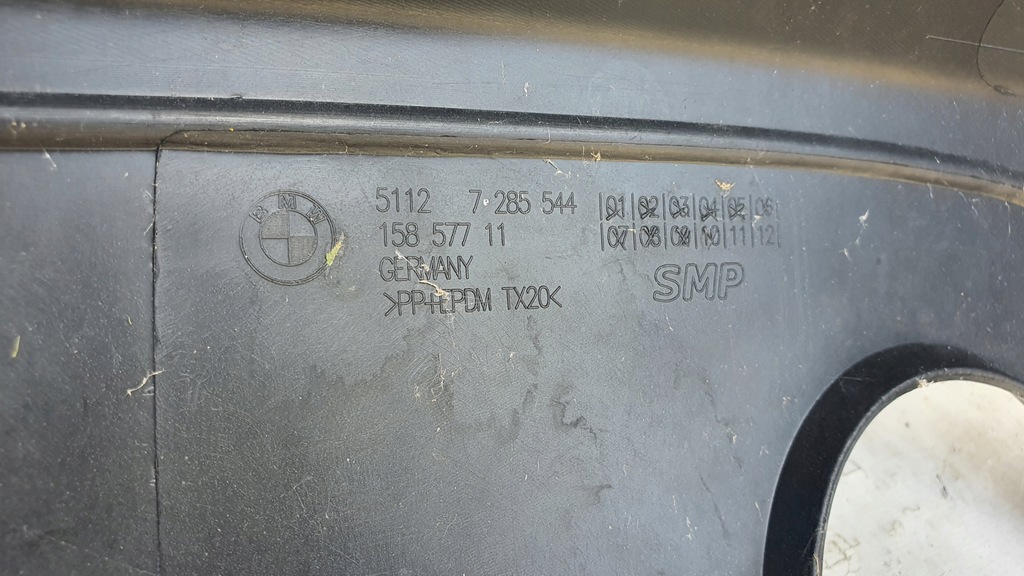 BMW
5112 7 285 544
158 577 11
GERMANY
>PP+EPDM TX20<
|01|02|03|04|05|06
|07|08|09|10|11|12|
SMP